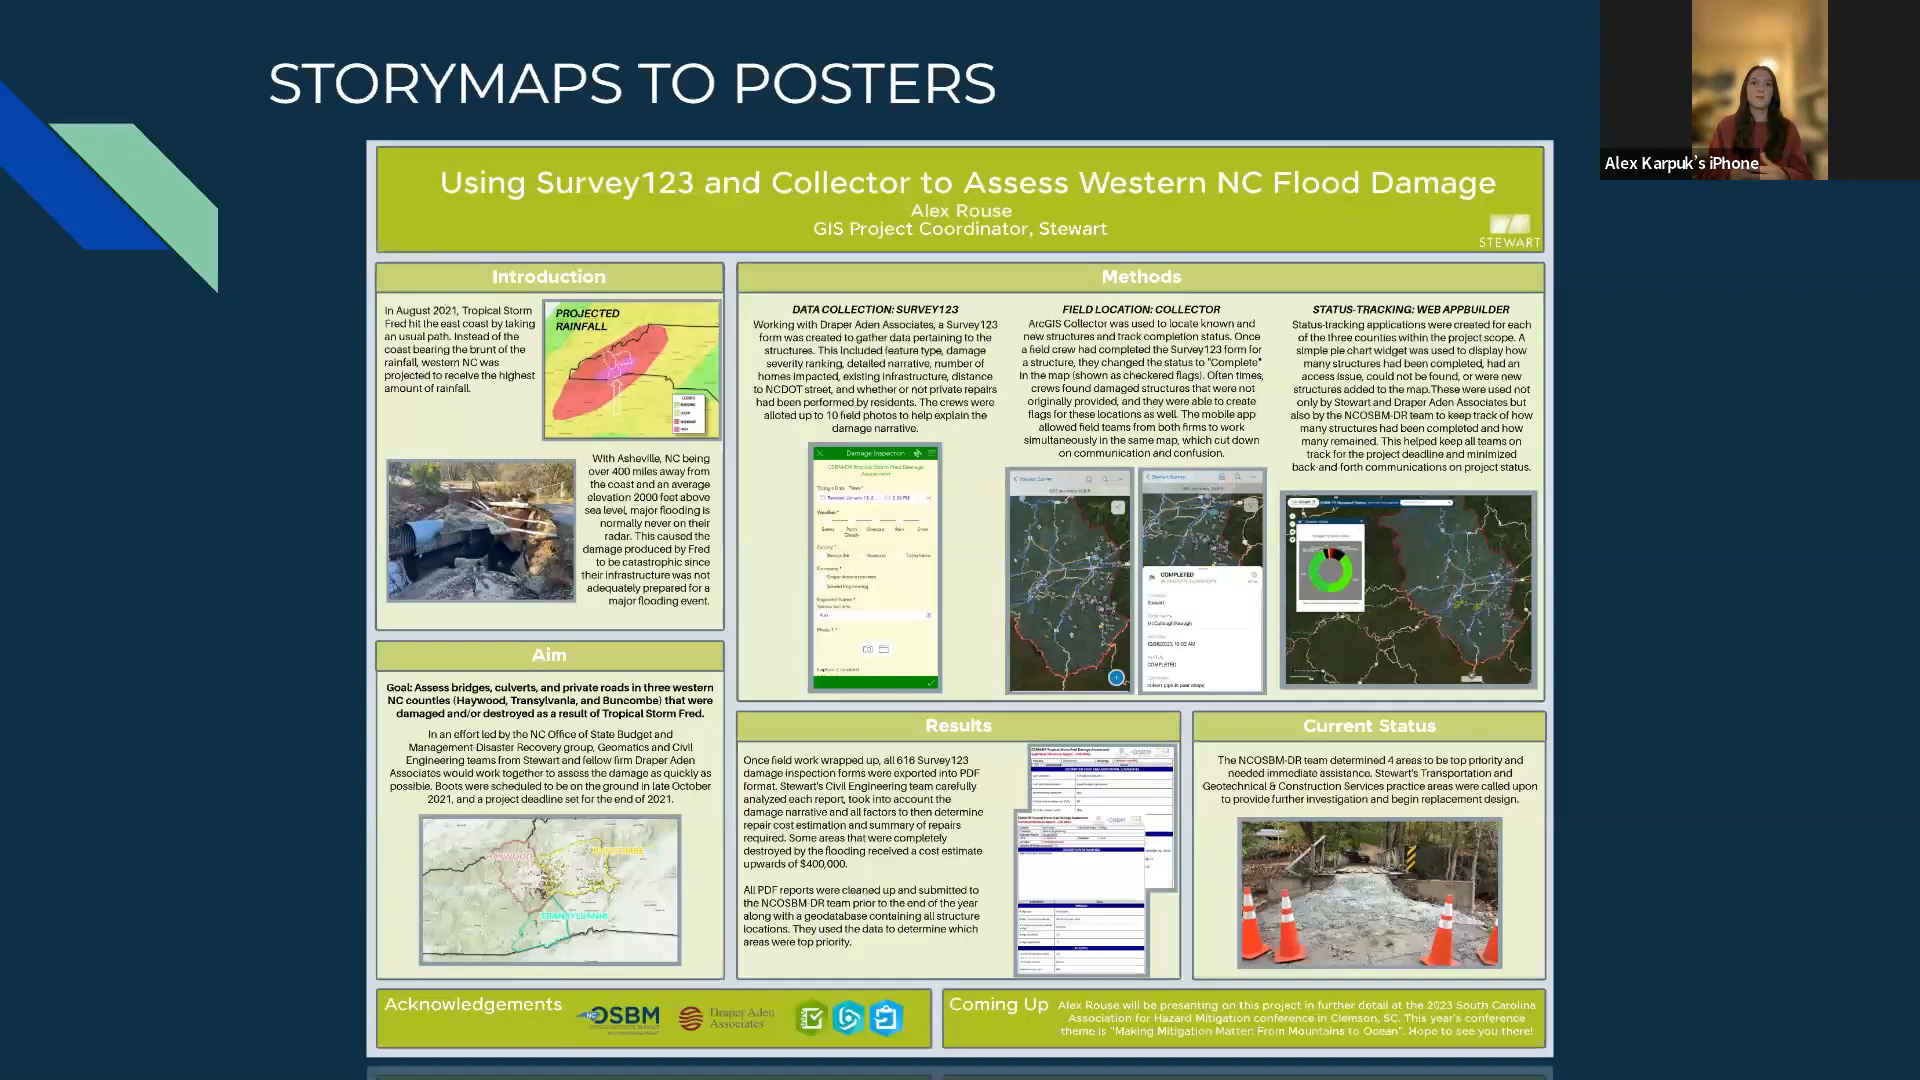 STORYMAPS TO POSTERS
Alex Karpuk's iPhone
Using Survey123 and Collector to Assess Western NC Flood Damage
Alex Rouse
GIS Project Coordinator, Stewart
STEWART
Introduction
In August 2021, Tropical Storm
Fred hit the east coast by taking
an usual path. Instead of the
coast bearing the brunt of the
rainfall, western NC was
projected to receive the highest
amount of rainfall.
PROJECTED
RAINFALL
With Asheville, NC being
over 400 miles away from
the coast and an average
elevation 2000 feet above
sea level, major flooding is
normally never on their
radar. This caused the
damage produced by Fred
to be catastrophic since
their infrastructure was not
adequately prepared for a
major flooding event.
Aim
Goal: Assess bridges, culverts, and private roads in three western
NC counties (Haywood, Transylvania, and Buncombe) that were
damaged and/or destroyed as a result of Tropical Storm Fred.
In an effort led by the NC Office of State Budget and
Management-Disaster Recovery group, Geomatics and Civil
Engineering teams from Stewart and fellow firm Draper Aden
Associates would work together to assess the damage as quickly as
possible. Boots were scheduled to be on the ground in late October
2021, and a project deadline set for the end of 2021.
HAYWOOD
BUNCOMBE
TRANSYLVANIA
Methods
DATA COLLECTION: SURVEY123
Working with Draper Aden Associates, a Survey123
form was created to gather data pertaining to the
structures. This included feature type, damage
severity ranking, detailed narrative, number of
homes impacted, existing infrastructure, distance
to NCDOT street, and whether or not private repairs
had been performed by residents. The crews were
alloted up to 10 field photos to help explain the
damage narrative.
Damage Inspection
OSBM-DR Tropical Storm Fred Damage
Assessment
FIELD LOCATION: COLLECTOR
ArcGIS Collector was used to locate known and
new structures and track completion status. Once
a field crew had completed the Survey123 form for
a structure, they changed the status to "Complete"
in the map (shown as checkered flags). Often times,
crews found damaged structures that were not
originally provided, and they were able to create
flags for these locations as well. The mobile app
allowed field teams from both firms to work
simultaneously in the same map, which cut down
on communication and confusion.
Stewart Survey
Stewart Survey
COMPLETED
Stewart
COMPLETED
STATUS-TRACKING: WEB APPBUILDER
Status-tracking applications were created for each
of the three counties within the project scope. A
simple pie chart widget was used to display how
many structures had been completed, had an
access issue, could not be found, or were new
structures added to the map.These were used not
only by Stewart and Draper Aden Associates but
also by the NCOSBM-DR team to keep track of how
many structures had been completed and how
many remained. This helped keep all teams on
track for the project deadline and minimized
back-and-forth communications on project status.
Results
Once field work wrapped up, all 616 Survey123
damage inspection forms were exported into PDF
format. Stewart's Civil Engineering team carefully
analyzed each report, took into account the
damage narrative and all factors to then determine
repair cost estimation and summary of repairs
required. Some areas that were completely
destroyed by the flooding received a cost estimate
upwards of $400,000.
All PDF reports were cleaned up and submitted to
the NCOSBM-DR team prior to the end of the year
along with a geodatabase containing all structure
locations. They used the data to determine which
areas were top priority.
Current Status
The NCOSBM-DR team determined 4 areas to be top priority and
needed immediate assistance. Stewart's Transportation and
Geotechnical & Construction Services practice areas were called upon
to provide further investigation and begin replacement design.
Acknowledgements
NC OSBM
Draper Aden
Associates
Coming Up
Alex Rouse will be presenting on this project in further detail at the 2023 South Carolina
Association for Hazard Mitigation conference in Clemson, SC. This year's conference
theme is "Making Mitigation Matter: From Mountains to Ocean". Hope to see you there!